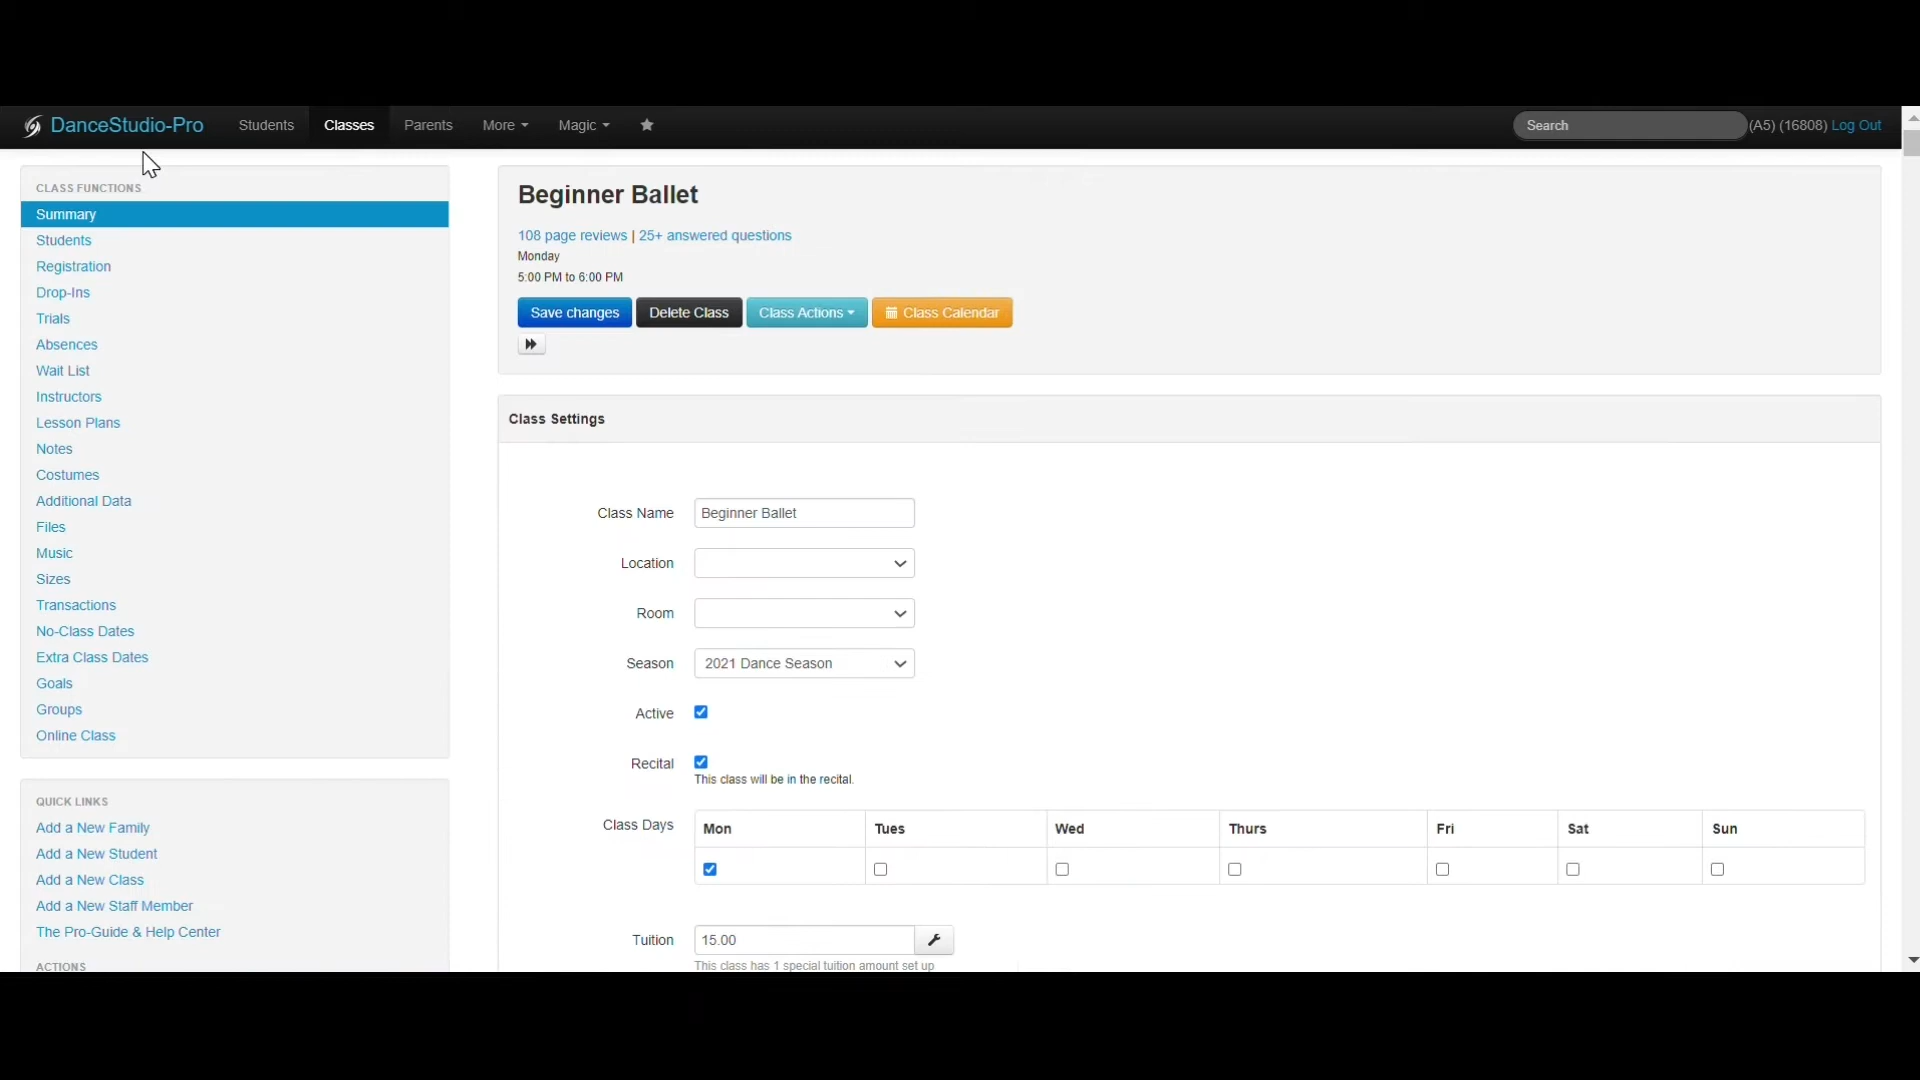 DanceStudio-Pro Students Classes Parents More Magic Search (A5) (16808) Log Out
CLASS FUNCTIONS
Summary
Students
Registration
Drop-Ins
Trials
Absences
Wait List
Instructors
Lesson Plans
Notes
Costumes
Additional Data
Files
Music
Sizes
Transactions
No-Class Dates
Extra Class Dates
Goals
Groups
Online Class
QUICK LINKS
Add a New Family
Add a New Student
Add a New Class
Add a New Staff Member
The Pro-Guide & Help Center
ACTIONS
Beginner Ballet
108 page reviews | 25+ answered questions
Monday
5:00 PM to 6:00 PM
Save changes Delete Class Class Actions Class Calendar
Class Settings
Class Name Beginner Ballet
Location
Room
Season 2021 Dance Season
Active
Recital
This class will be in the recital.
Class Days Mon Tues Wed Thurs Fri Sat Sun
Tuition 15.00
This class has 1 special tuition amount set up